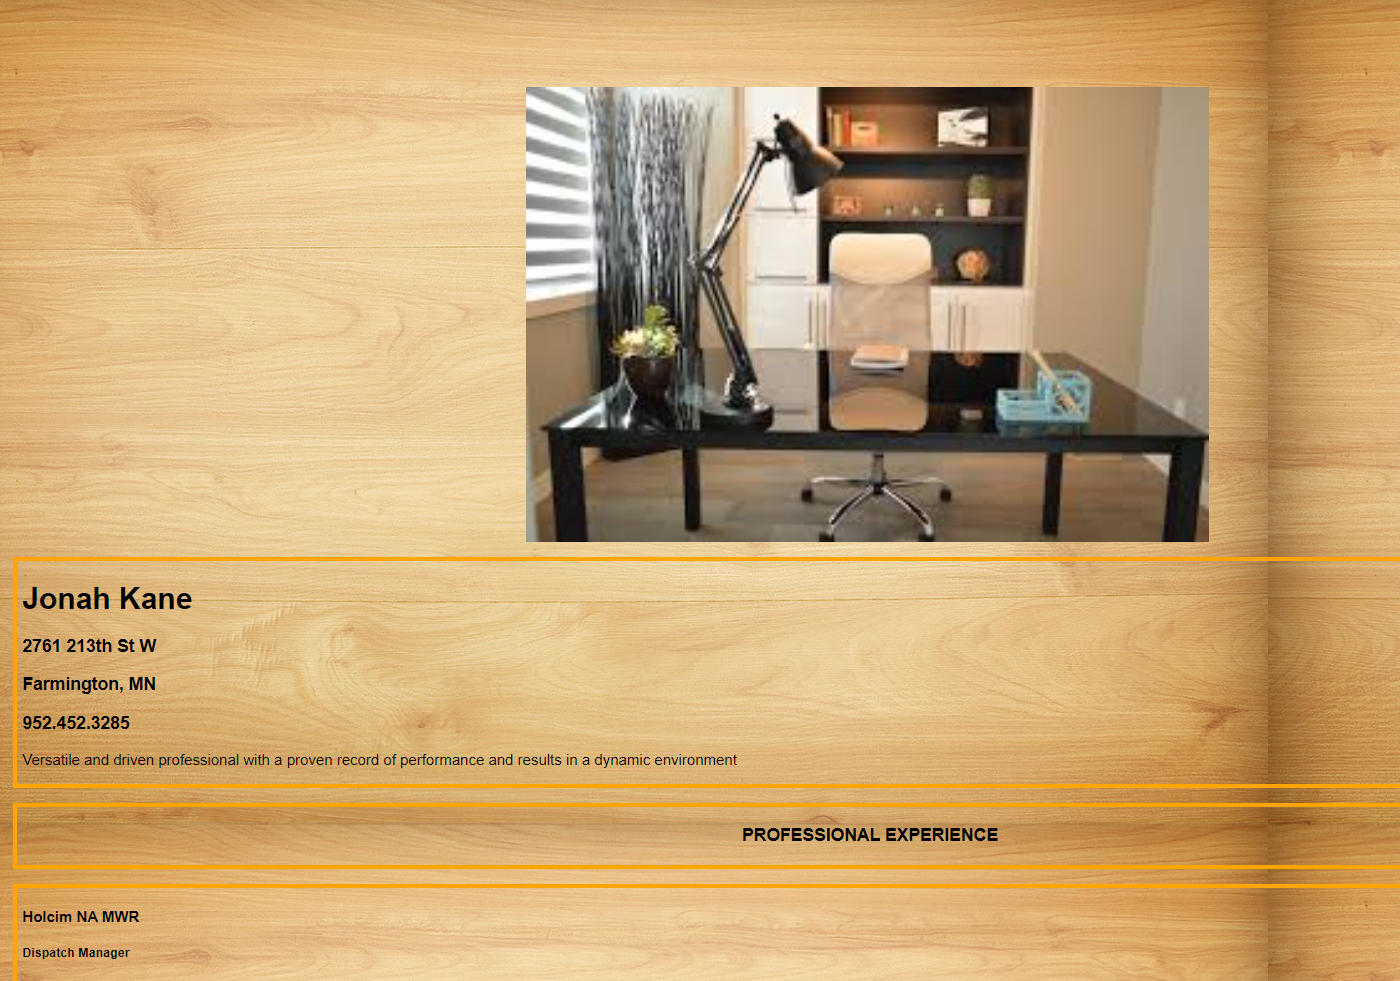 Jonah Kane
2761 213th St W
Farmington, MN
952.452.3285
Versatile and driven professional with a proven record of performance and results in a dynamic environment
PROFESSIONAL EXPERIENCE
Holcim NA MWR
Dispatch Manager